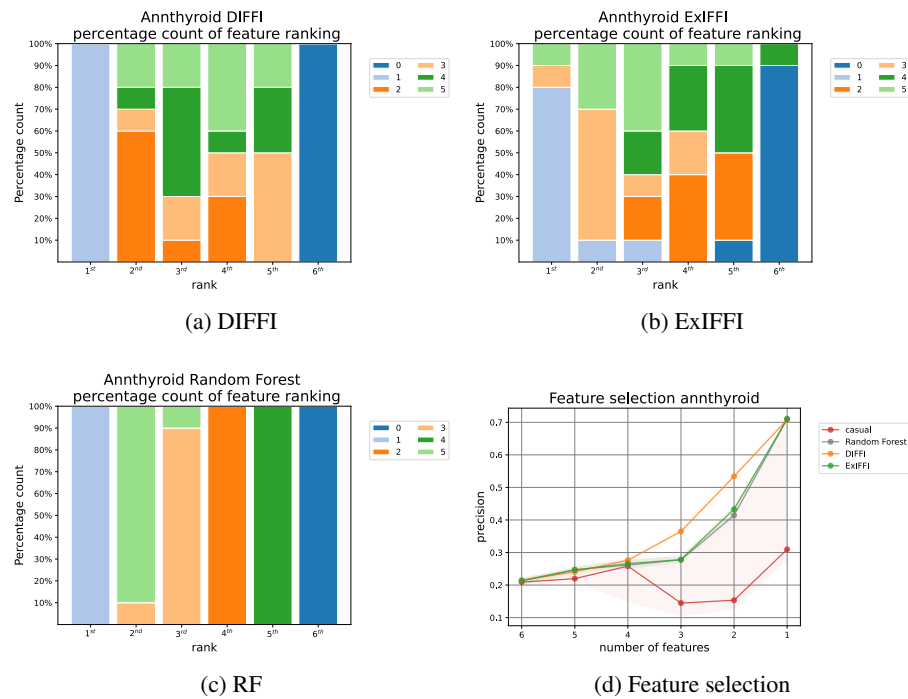 Annthyroid DIFFI
percentage count of feature ranking
100%
90%
80%
70%
60%
50%
40%
30%
20%
10%
Percentage count
1st 2nd 3rd 4th 5th 6th
rank
0 3
1 4
2 5
(a) DIFFI
Annthyroid ExIFFI
percentage count of feature ranking
100%
90%
80%
70%
60%
50%
40%
30%
20%
10%
Percentage count
1st 2nd 3rd 4th 5th 6th
rank
0 3
1 4
2 5
(b) ExIFFI
Annthyroid Random Forest
percentage count of feature ranking
100%
90%
80%
70%
60%
50%
40%
30%
20%
10%
Percentage count
1st 2nd 3rd 4th 5th 6th
rank
0 3
1 4
2 5
(c) RF
Feature selection annthyroid
0.7
0.6
0.5
0.4
0.3
0.2
0.1
precision
6 5 4 3 2 1
number of features
casual
Random Forest
DIFFI
ExIFFI
(d) Feature selection